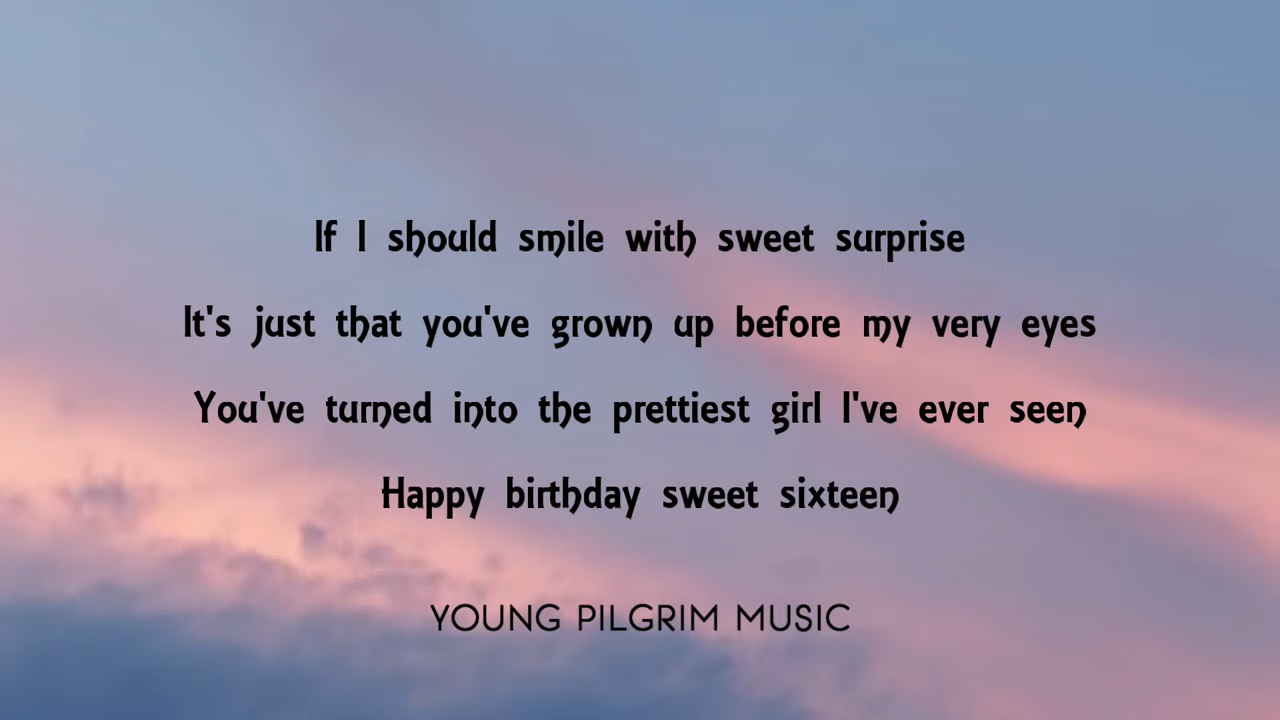 If I should smile with sweet surprise
It's just that you've grown up before my very eyes
You've turned into the prettiest girl I've ever seen
Happy birthday sweet sixteen
YOUNG PILGRIM MUSIC